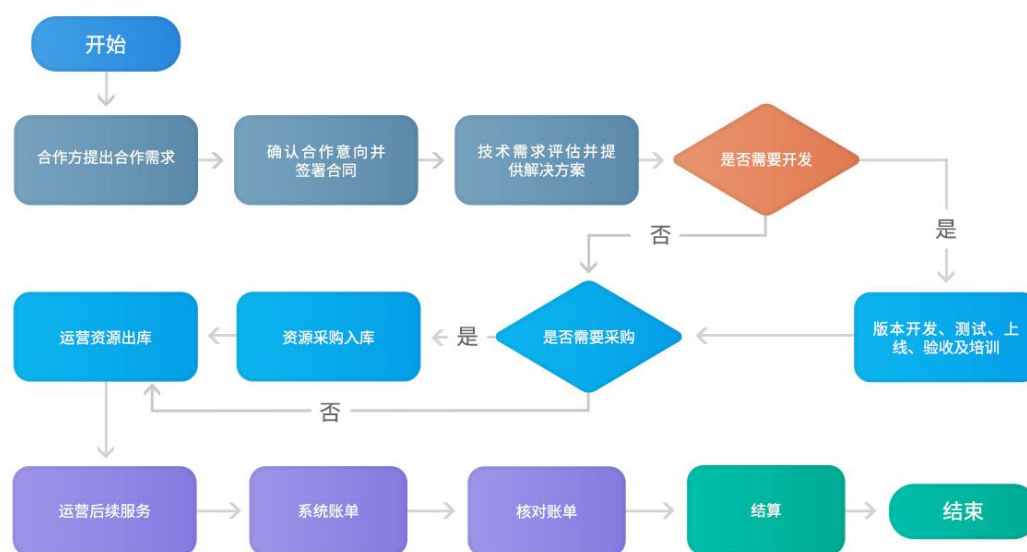 开始
合作方提出合作需求
确认合作意向并
签署合同
技术需求评估并提
供解决方案
是否需要开发
否
是
运营资源出库
资源采购入库
是
是否需要采购
版本开发、测试、上
线、验收及培训
否
运营后续服务
系统账单
核对账单
结算
结束